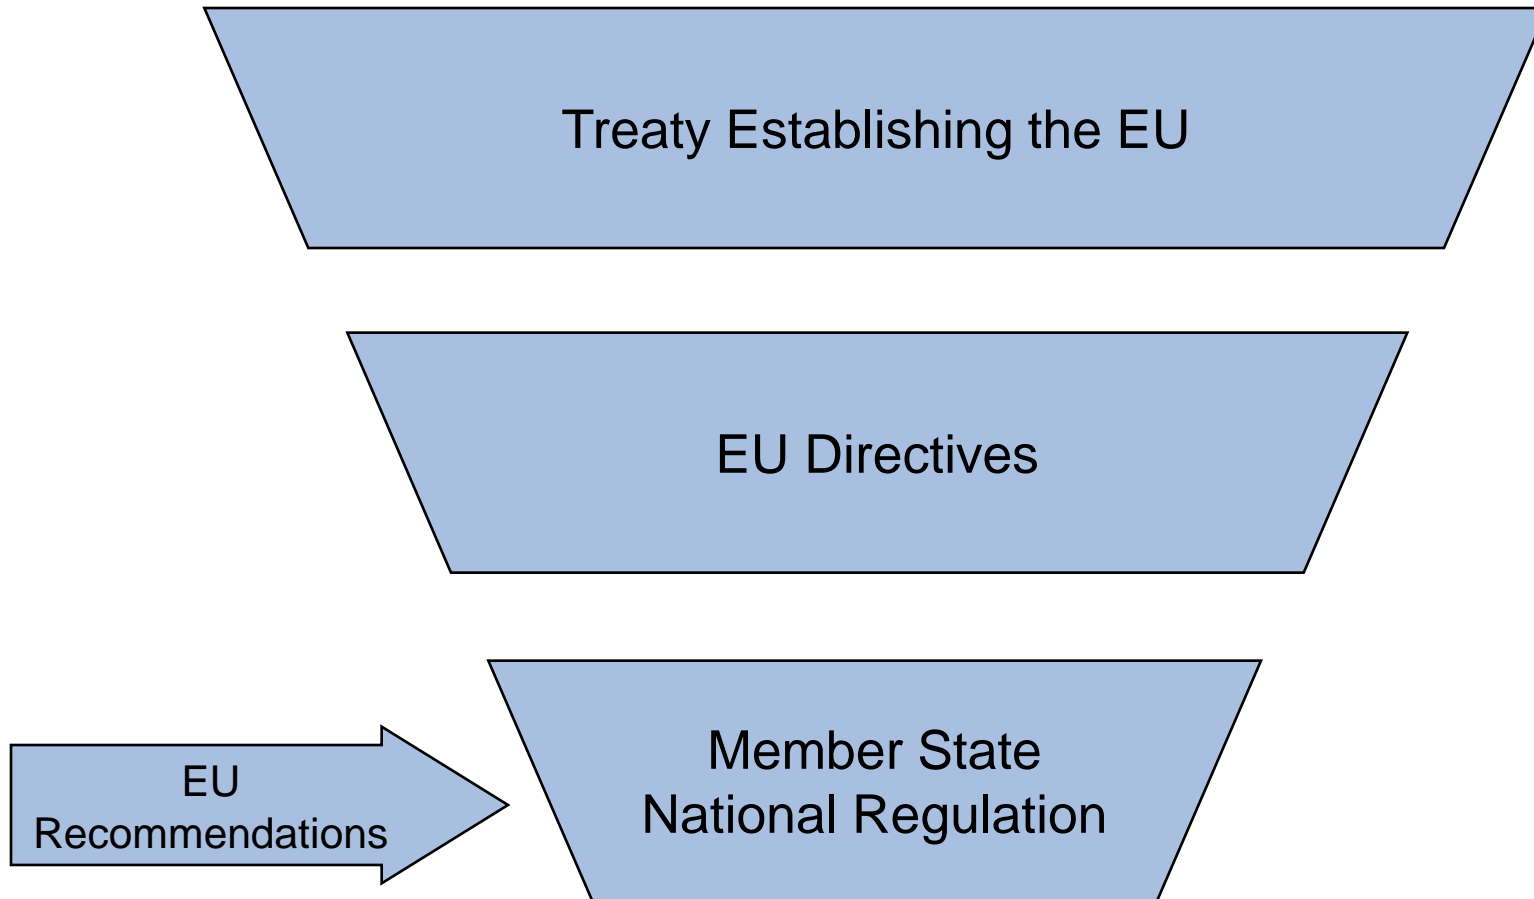 Treaty Establishing the EU
EU Directives
Member State
National Regulation
EU
Recommendations